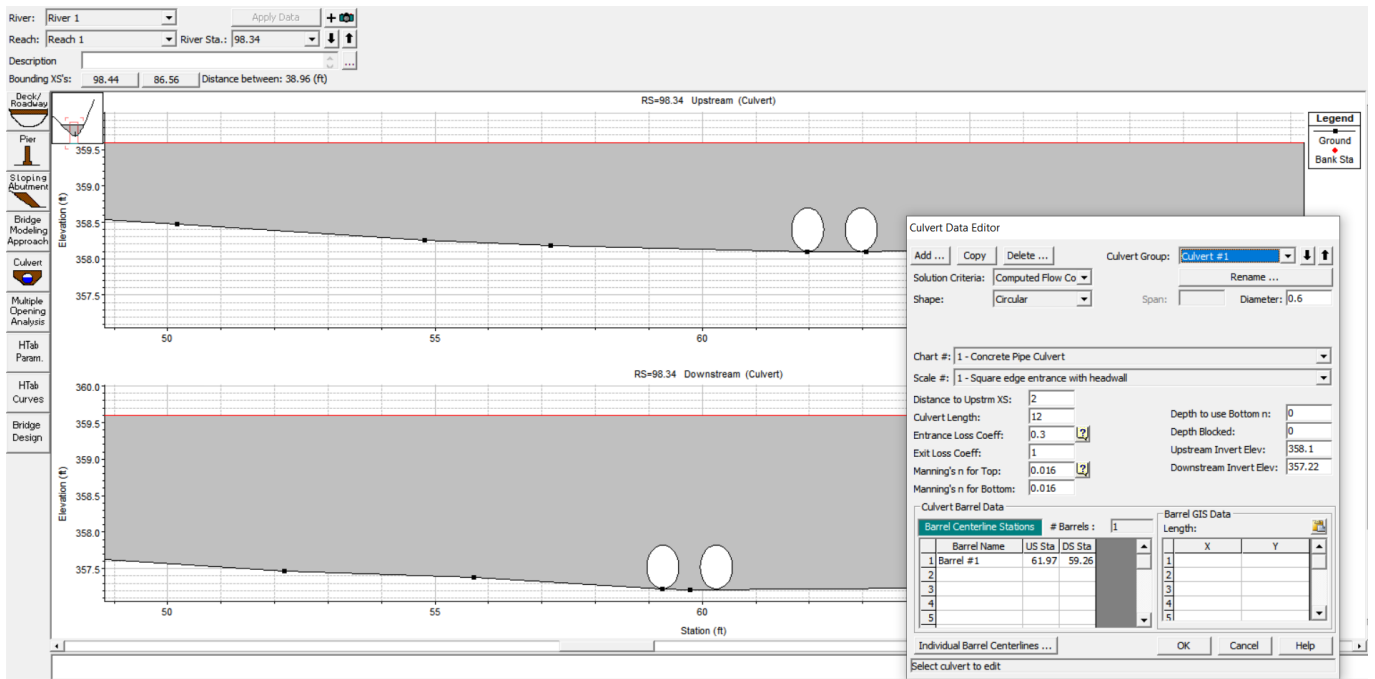 River: River 1 Apply Data +
Reach: Reach 1 River Sta.: 98.34
Description ...
Bounding XS's: 98.44 86.56 Distance between: 38.96 (ft)
Deck/
Roadway
Pier
Sloping
Abutment
Bridge
Modeling
Approach
Culvert
Multiple
Opening
Analysis
HTab
Param.
HTab
Curves
Bridge
Design
RS=98.34 Upstream (Culvert)
Elevation (ft)
359.5
359.0
358.5
358.0
357.5
50 55 60
Legend
Ground
Bank Sta
RS=98.34 Downstream (Culvert)
Elevation (ft)
360.0
359.5
359.0
358.5
358.0
357.5
50 55 60
Station (ft)
Culvert Data Editor
Add ... Copy Delete ... Culvert Group: Culvert #1
Solution Criteria: Computed Flow Co Rename ...
Shape: Circular Span: Diameter: 0.6
Chart #: 1 - Concrete Pipe Culvert
Scale #: 1 - Square edge entrance with headwall
Distance to Upstrm XS: 2
Culvert Length: 12 Depth to use Bottom n: 0
Entrance Loss Coeff: 0.3 ? Depth Blocked: 0
Exit Loss Coeff: 1 Upstream Invert Elev: 358.1
Manning's n for Top: 0.016 ? Downstream Invert Elev: 357.22
Manning's n for Bottom: 0.016
Culvert Barrel Data
Barrel Centerline Stations # Barrels : 1
Barrel Name US Sta DS Sta
1 Barrel #1 61.97 59.26
2
3
4
5
Barrel GIS Data
Length:
X Y
1
2
3
4
5
Individual Barrel Centerlines ... OK Cancel Help
Select culvert to edit